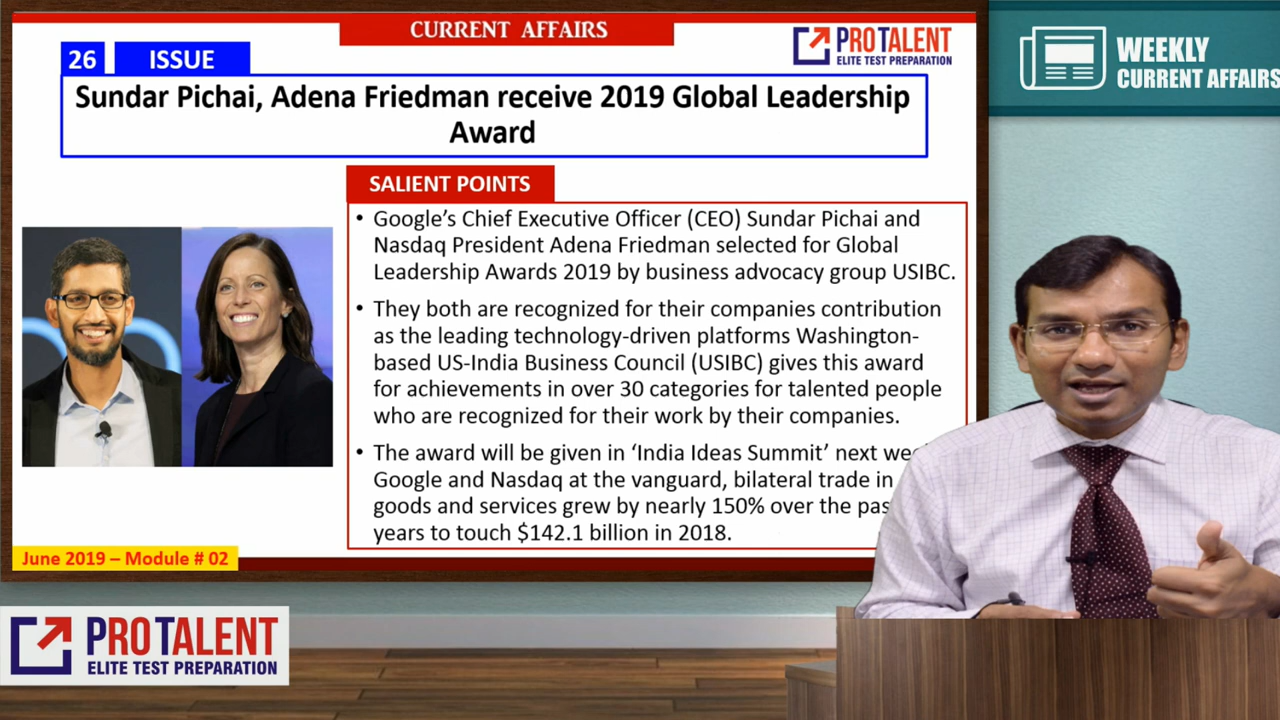 CURRENT AFFAIRS
PROTALENT
ELITE TEST PREPARATION
WEEKLY
CURRENT AFFAIRS
26 ISSUE
Sundar Pichai, Adena Friedman receive 2019 Global Leadership
Award
SALIENT POINTS
• Google's Chief Executive Officer (CEO) Sundar Pichai and
Nasdaq President Adena Friedman selected for Global
Leadership Awards 2019 by business advocacy group USIBC.
• They both are recognized for their companies contribution
as the leading technology-driven platforms Washington-
based US-India Business Council (USIBC) gives this award
for achievements in over 30 categories for talented people
who are recognized for their work by their companies.
• The award will be given in 'India Ideas Summit' next
Google and Nasdaq at the vanguard, bilateral trade in
goods and services grew by nearly 150% over the
years to touch $142.1 billion in 2018.
June 2019 – Module # 02
PROTALENT
ELITE TEST PREPARATION